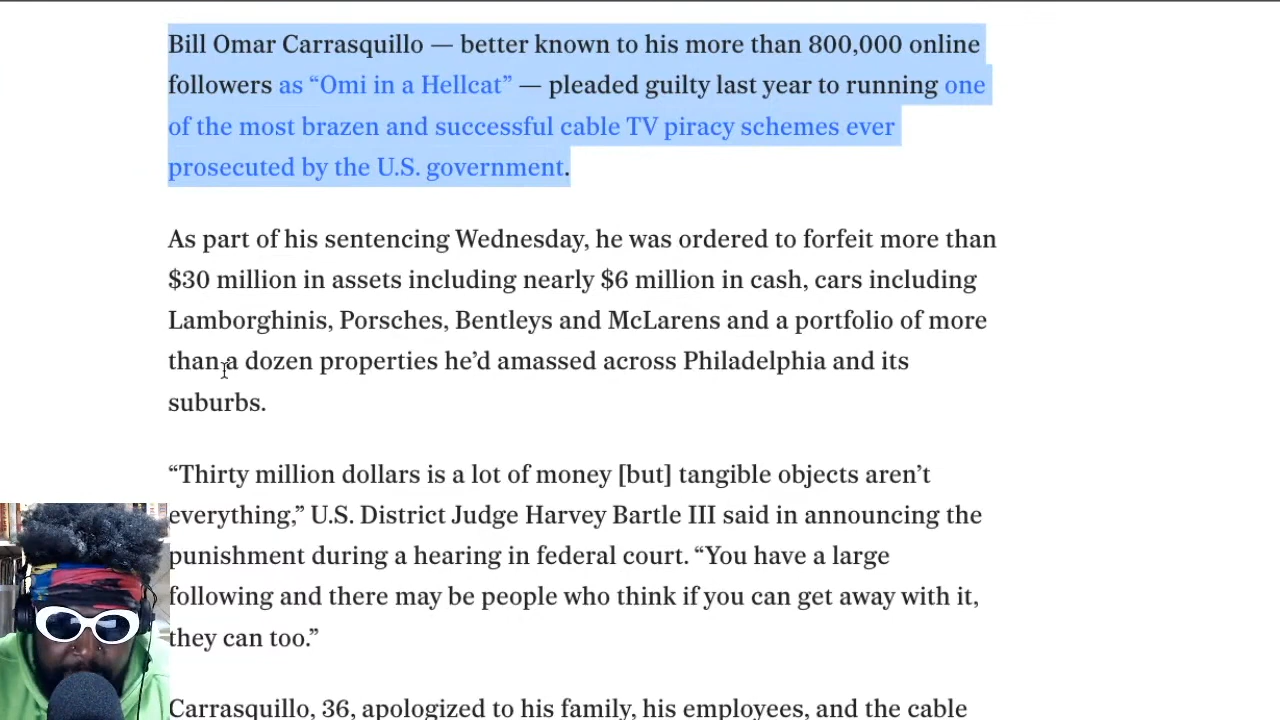 Bill Omar Carrasquillo — better known to his more than 800,000 online
followers as “Omi in a Hellcat” — pleaded guilty last year to running one
of the most brazen and successful cable TV piracy schemes ever
prosecuted by the U.S. government.
As part of his sentencing Wednesday, he was ordered to forfeit more than
$30 million in assets including nearly $6 million in cash, cars including
Lamborghinis, Porsches, Bentleys and McLarens and a portfolio of more
than a dozen properties he’d amassed across Philadelphia and its
suburbs.
“Thirty million dollars is a lot of money [but] tangible objects aren’t
everything,” U.S. District Judge Harvey Bartle III said in announcing the
punishment during a hearing in federal court. “You have a large
following and there may be people who think if you can get away with it,
they can too.”
Carrasquillo, 36, apologized to his family, his employees, and the cable